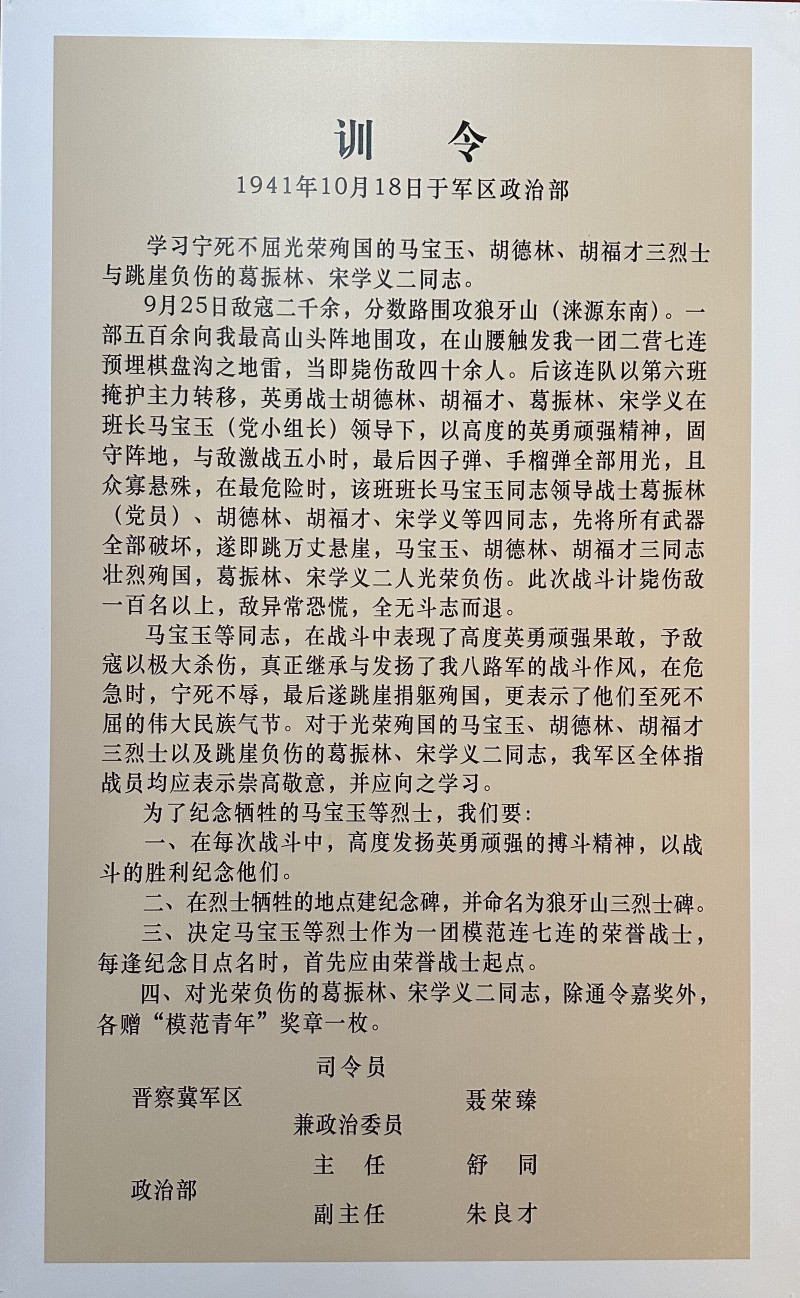 训 令
1941年10月18日于军区政治部
学习宁死不屈光荣殉国的马宝玉、胡德林、胡福才三烈士
与跳崖负伤的葛振林、宋学义二同志。
9月25日敌寇二千余，分数路围攻狼牙山（涞源东南）。一
部五百余向我最高山头阵地围攻，在山腰触发我一团二营七连
预埋棋盘沟之地雷，当即毙伤敌四十余人。后该连队以第六班
掩护主力转移，英勇战士胡德林、胡福才、葛振林、宋学义在
班长马宝玉（党小组长）领导下，以高度的英勇顽强精神，固
守阵地，与敌激战五小时，最后因子弹、手榴弹全部用光，且
众寡悬殊，在最危险时，该班班长马宝玉同志领导战士葛振林
（党员）、胡德林、胡福才、宋学义等四同志，先将所有武器
全部破坏，遂即跳万丈悬崖，马宝玉、胡德林、胡福才三同志
壮烈殉国，葛振林、宋学义二人光荣负伤。此次战斗计毙伤敌
一百名以上，敌异常恐慌，全无斗志而退。
马宝玉等同志，在战斗中表现了高度英勇顽强果敢，予敌
寇以极大杀伤，真正继承与发扬了我八路军的战斗作风，在危
急时，宁死不辱，最后遂跳崖捐躯殉国，更表示了他们至死不
屈的伟大民族气节。对于光荣殉国的马宝玉、胡德林、胡福才
三烈士以及跳崖负伤的葛振林、宋学义二同志，我军区全体指
战员均应表示崇高敬意，并应向之学习。
为了纪念牺牲的马宝玉等烈士，我们要：
一、在每次战斗中，高度发扬英勇顽强的搏斗精神，以战
斗的胜利纪念他们。
二、在烈士牺牲的地点建纪念碑，并命名为狼牙山三烈士碑。
三、决定马宝玉等烈士作为一团模范连七连的荣誉战士，
每逢纪念日点名时，首先应由荣誉战士起点。
四、对光荣负伤的葛振林、宋学义二同志，除通令嘉奖外，
各赠“模范青年”奖章一枚。
司令员
晋察冀军区 聂荣臻
兼政治委员
主 任 舒 同
政治部
副主任 朱良才